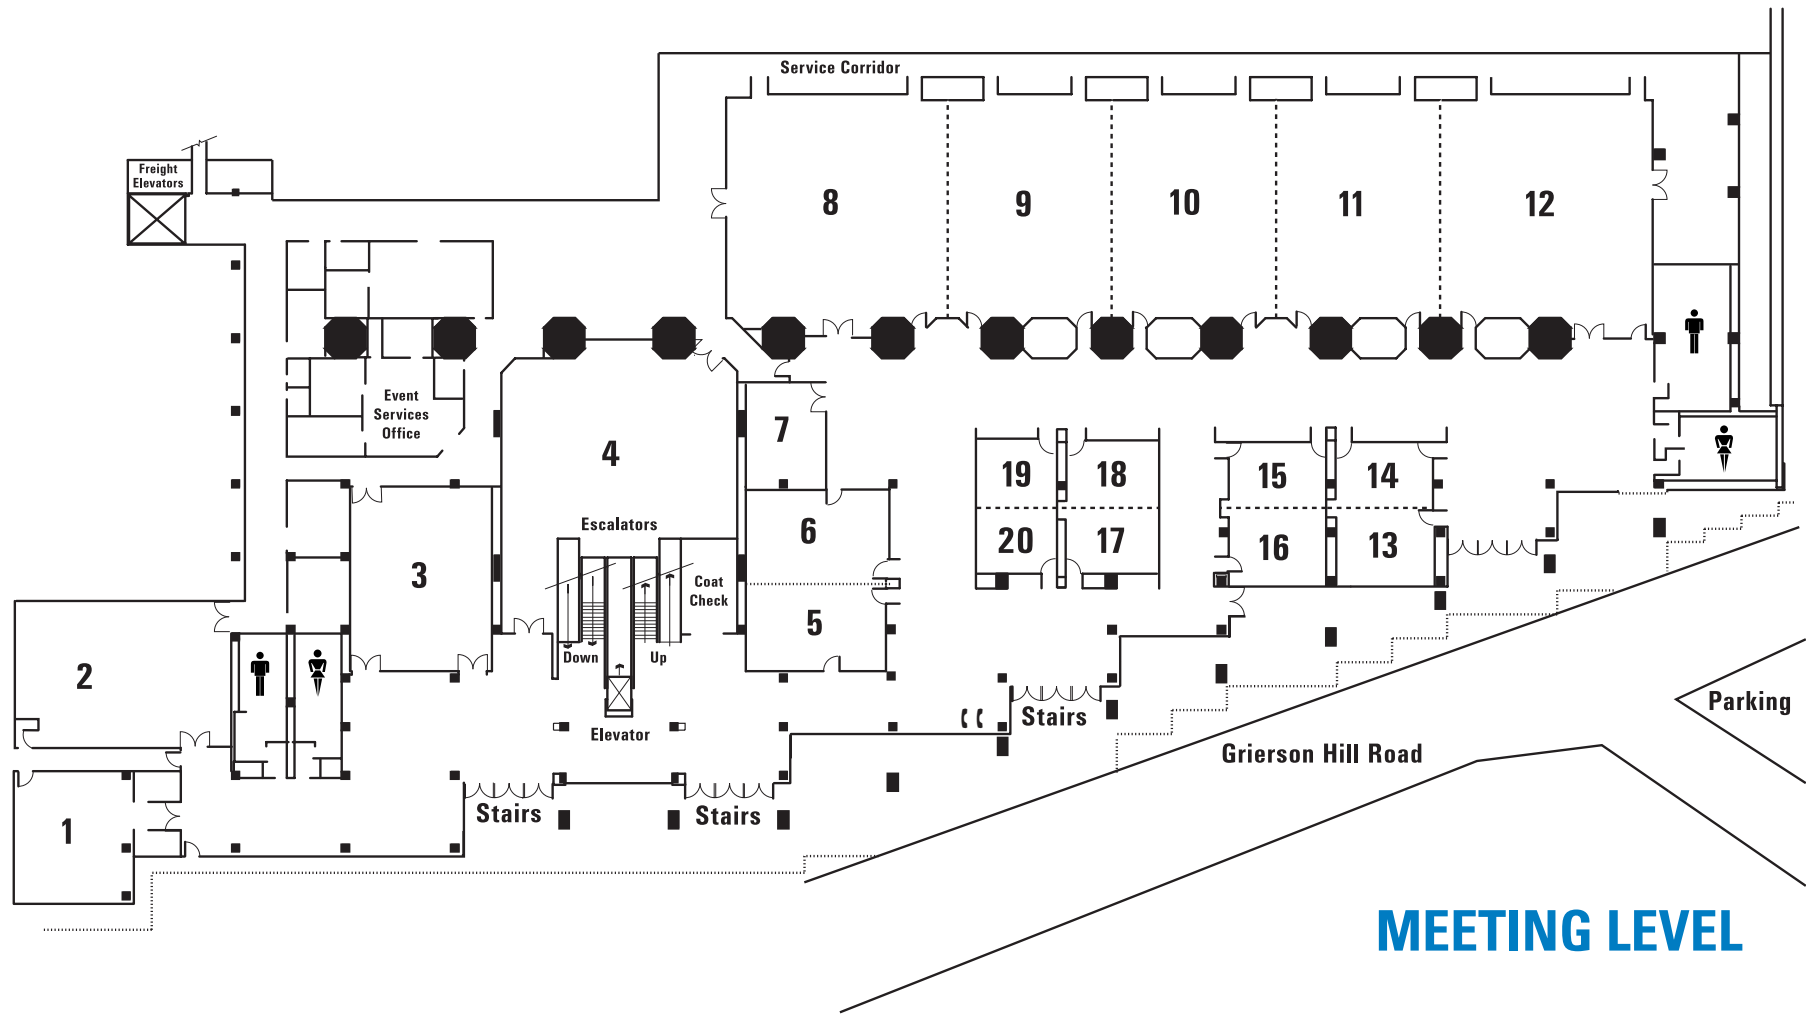 Service Corridor
Freight
Elevators
8
9
10
11
12
Event
Services
Office
7
4
19
18
15
14
Escalators
6
20
17
16
13
3
Coat
Check
5
Down
Up
2
Parking
Stairs
Elevator
Grierson Hill Road
Stairs
Stairs
1
MEETING LEVEL